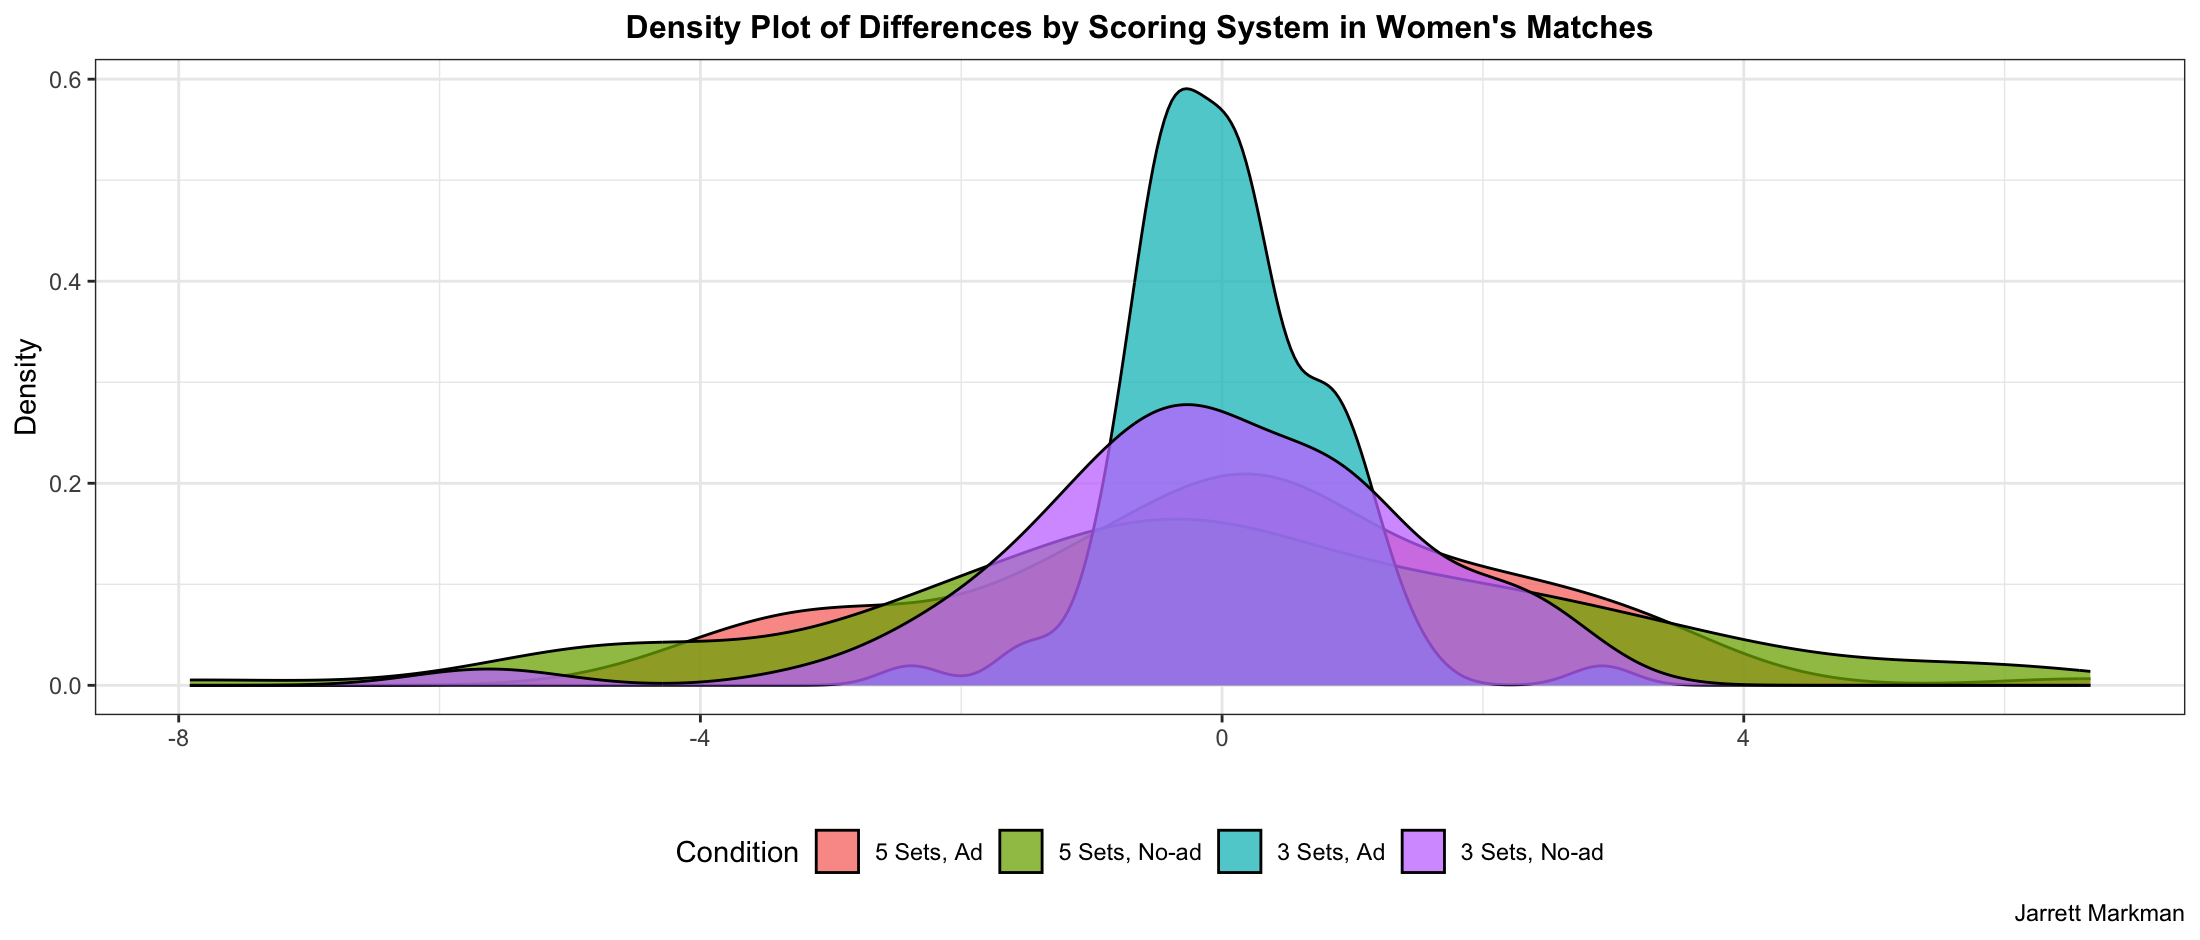 Density Plot of Differences by Scoring System in Women's Matches
0.6
0.4
0.2
0.0
Density
-8 -4 0 4
Condition 5 Sets, Ad 5 Sets, No-ad 3 Sets, Ad 3 Sets, No-ad
Jarrett Markman